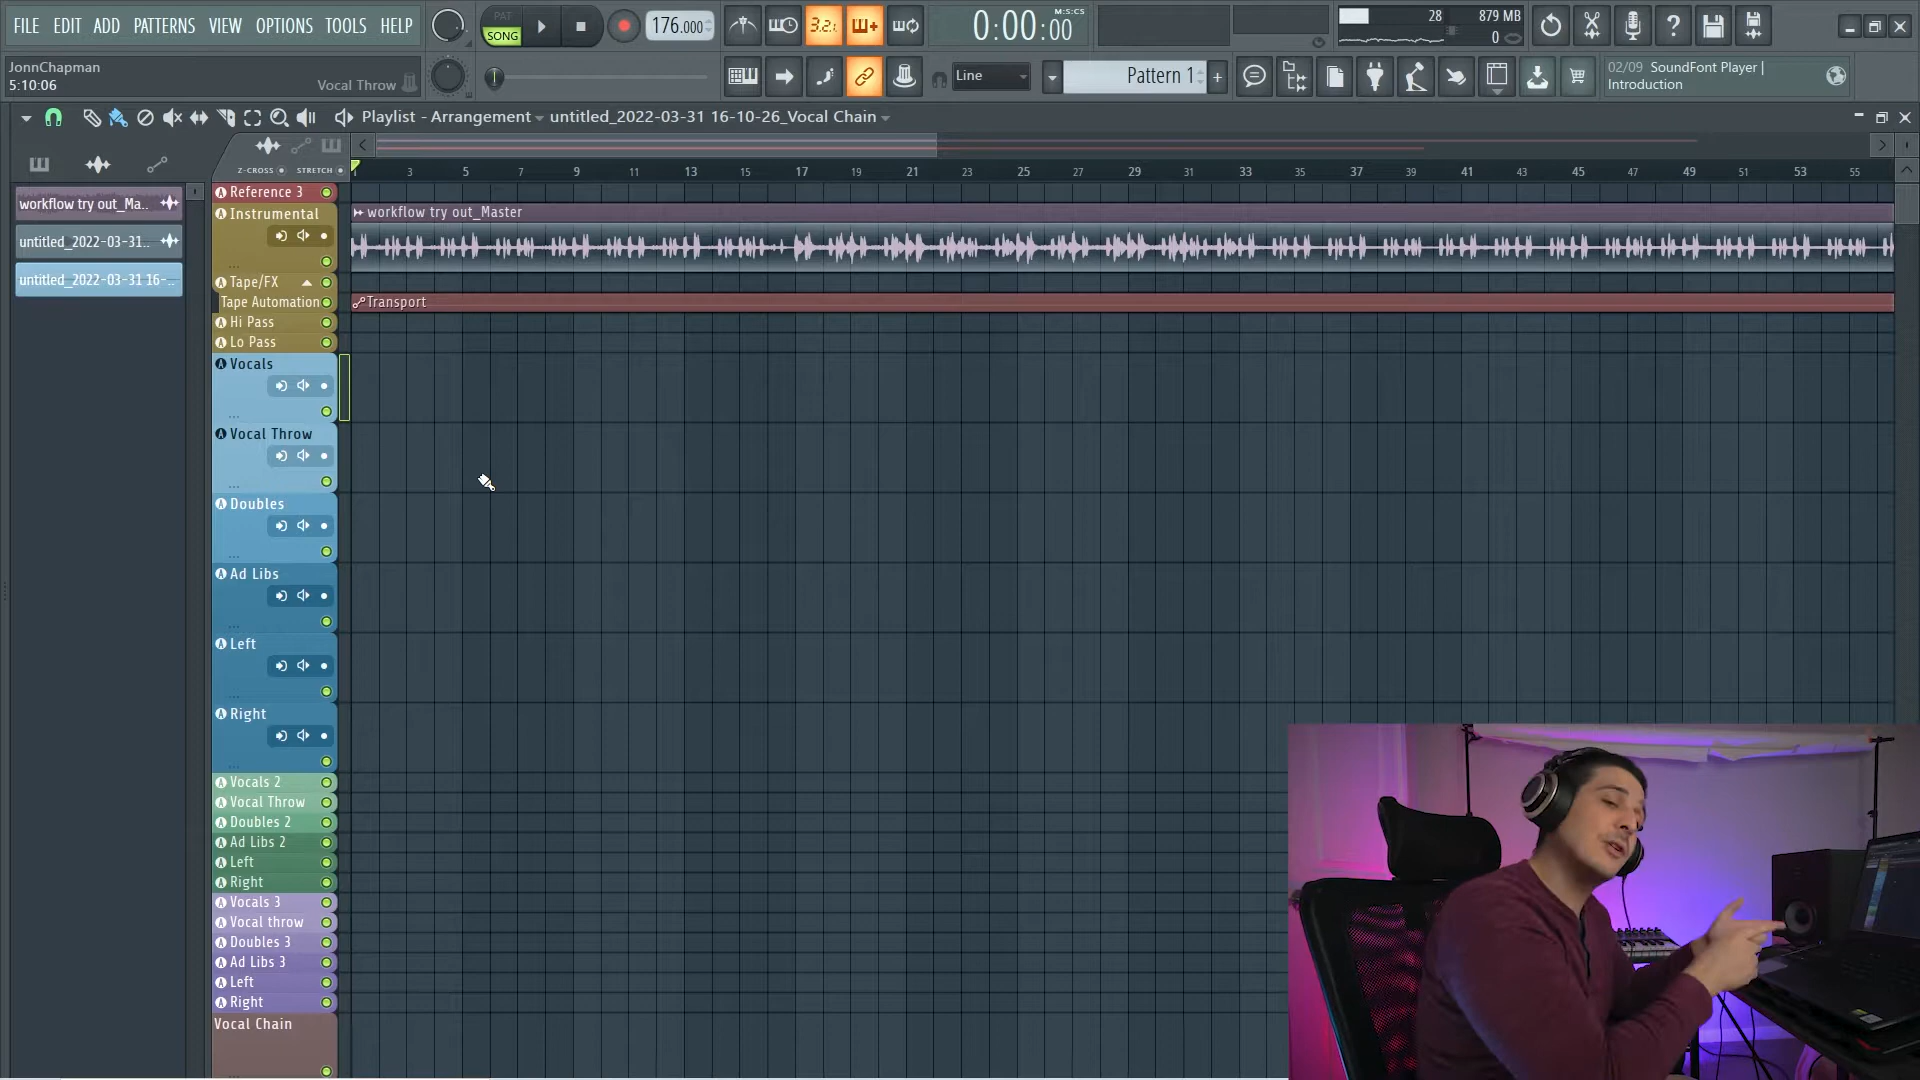 FILE EDIT ADD PATTERNS VIEW OPTIONS TOOLS HELP
PAT
SONG
176.000
3.2.1
0:00:00
M:S:CS
28
879 MB
0
JonnChapman
5:10:06
Vocal Throw
Line
Pattern 1
02/09 SoundFont Player |
Introduction
Playlist - Arrangement
untitled_2022-03-31 16-10-26_Vocal Chain
Z-CROSS
STRETCH
1 3 5 7 9 11 13 15 17 19 21 23 25 27 29 31 33 35 37 39 41 43 45 47 49 51 53 55
workflow try out_Ma..
untitled_2022-03-31..
untitled_2022-03-31 16-..
Reference 3
Instrumental
workflow try out_Master
Tape/FX
Tape Automation
Transport
Hi Pass
Lo Pass
Vocals
Vocal Throw
Doubles
Ad Libs
Left
Right
Vocals 2
Vocal Throw
Doubles 2
Ad Libs 2
Left
Right
Vocals 3
Vocal throw
Doubles 3
Ad Libs 3
Left
Right
Vocal Chain